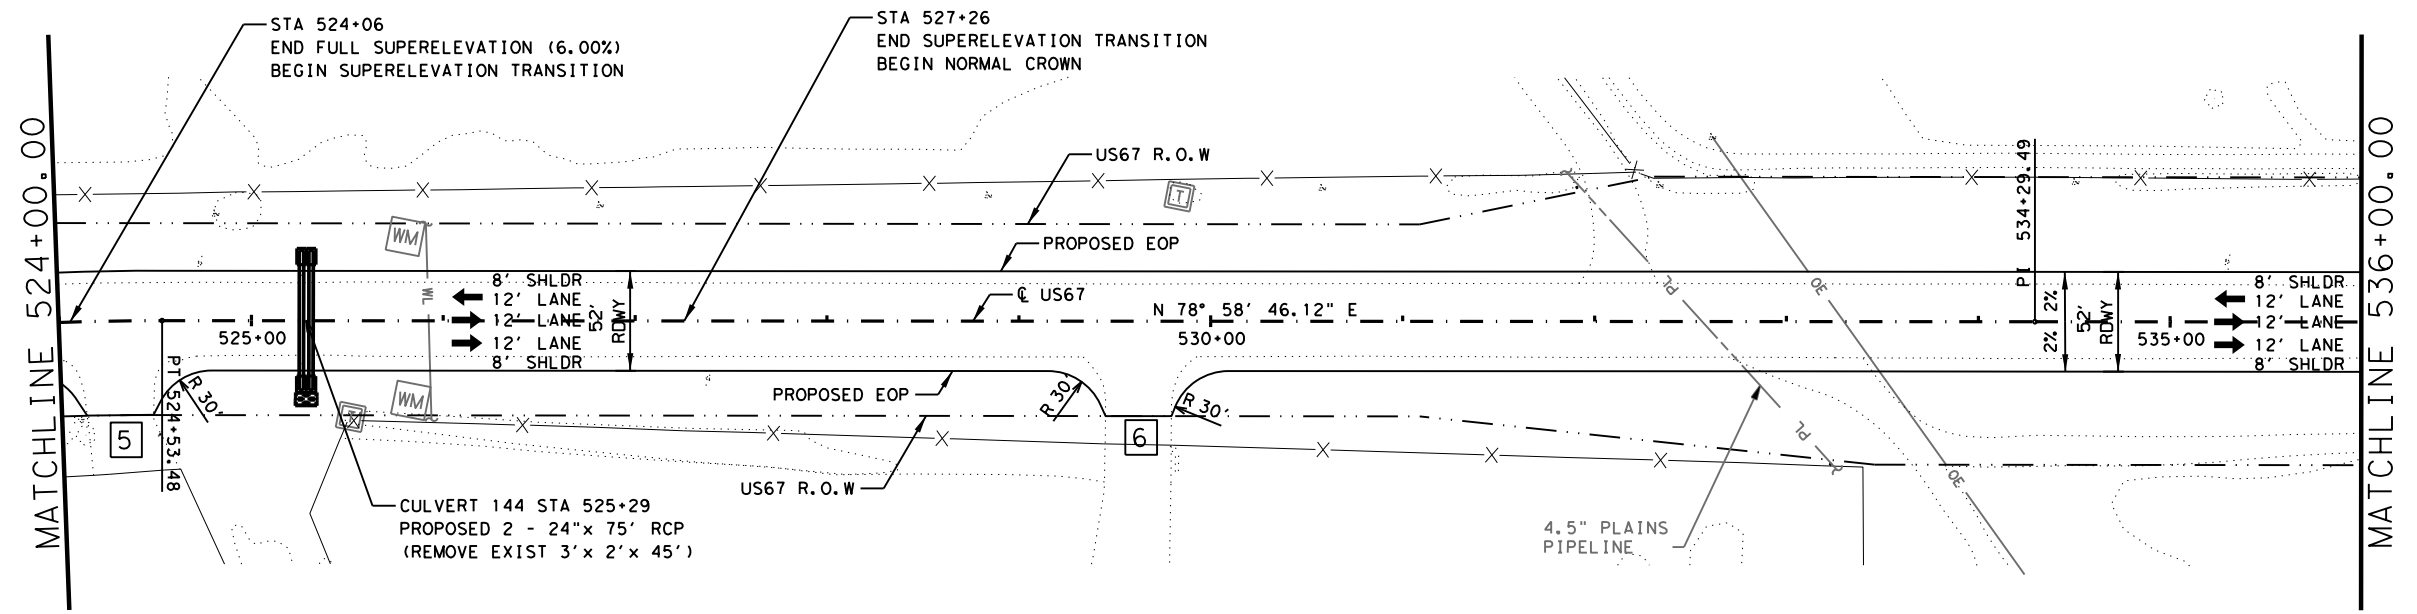 STA 524+06
END FULL SUPERELEVATION (6.00%)
BEGIN SUPERELEVATION TRANSITION
STA 527+26
END SUPERELEVATION TRANSITION
BEGIN NORMAL CROWN
MATCHLINE 524+00.00
US67 R.O.W
T
PROPOSED EOP
WM
WL
8' SHLDR
12' LANE
12' LANE
12' LANE
8' SHLDR
52'
RDWY
℄ US67
N 78° 58' 46.12" E
525+00
530+00
535+00
PI 534+29.49
2%
2%
52'
RDWY
8' SHLDR
12' LANE
12' LANE
12' LANE
8' SHLDR
MATCHLINE 536+00.00
PT 524+53.48
R 30'
WM
PROPOSED EOP
R 30'
R 30'
5
6
US67 R.O.W
CULVERT 144 STA 525+29
PROPOSED 2 - 24"x 75' RCP
(REMOVE EXIST 3'x 2'x 45')
PL
PL
OE
OE
4.5" PLAINS
PIPELINE